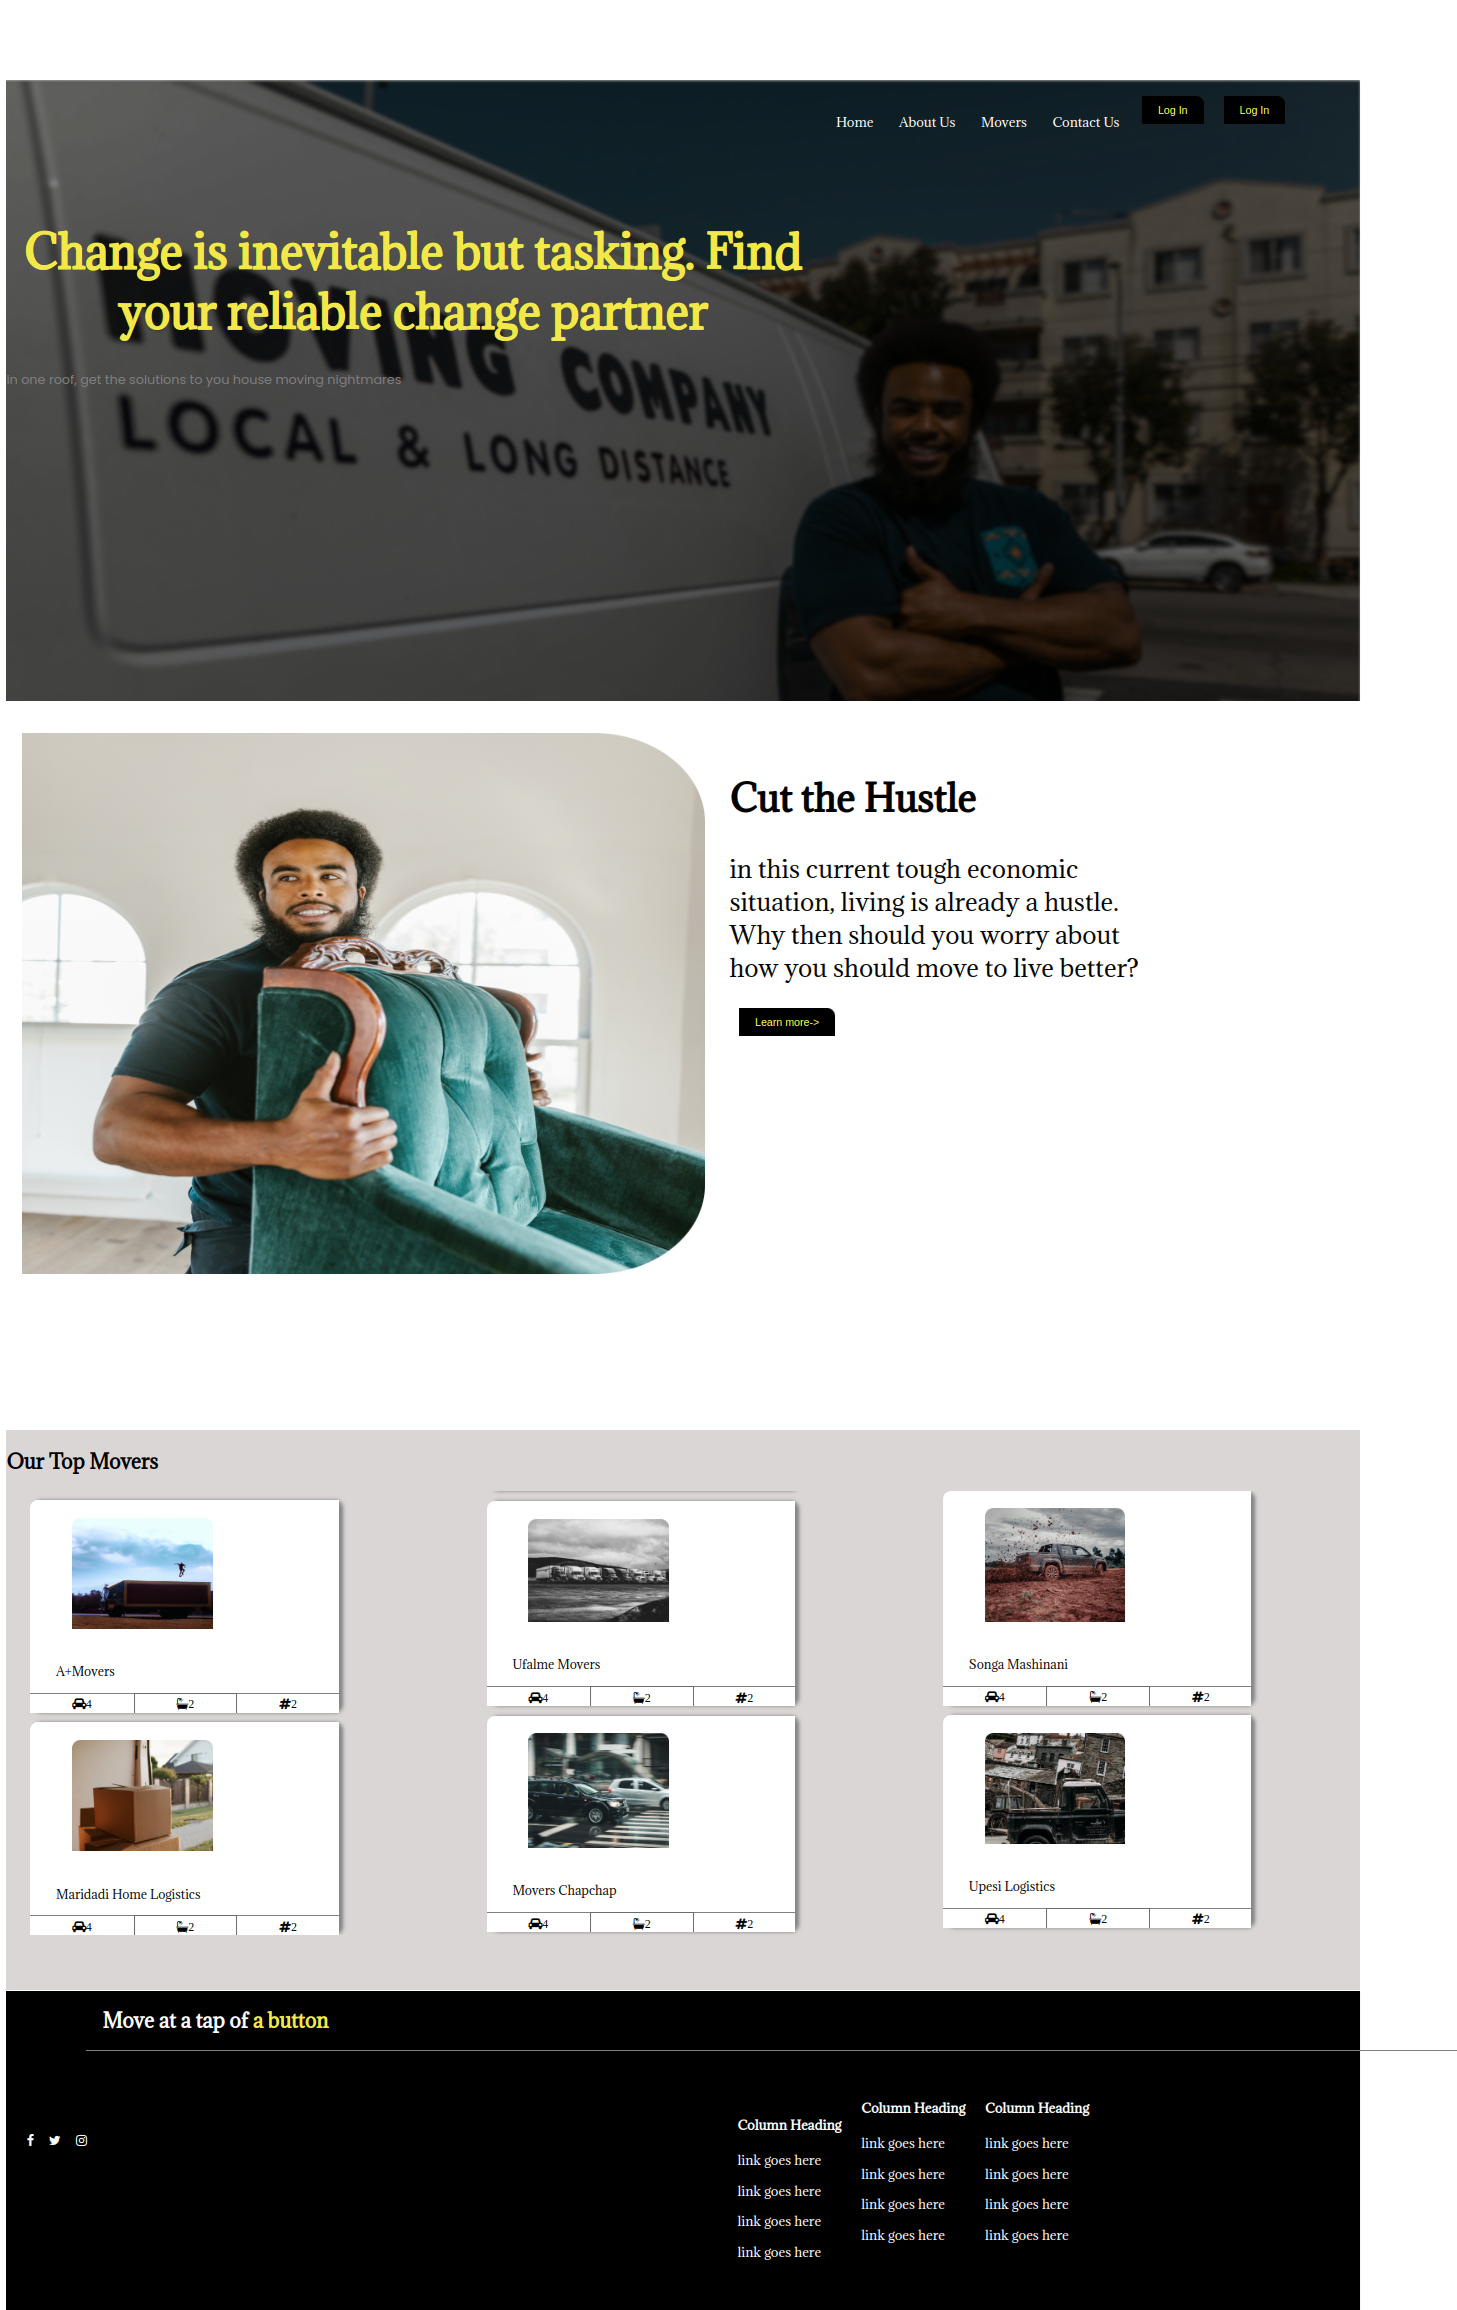 Home About Us Movers Contact Us Log In Log In
Change is inevitable but tasking. Find
your reliable change partner
in one roof, get the solutions to you house moving nightmares
MOVING COMPANY
LOCAL & LONG DISTANCE
Cut the Hustle
in this current tough economic
situation, living is already a hustle.
Why then should you worry about
how you should move to live better?
Learn more->
Our Top Movers
A+Movers
4 2 #2
Ufalme Movers
4 2 #2
Songa Mashinani
4 2 #2
Maridadi Home Logistics
4 2 #2
Movers Chapchap
4 2 #2
Upesi Logistics
4 2 #2
Move at a tap of a button
Column Heading
link goes here
link goes here
link goes here
link goes here
Column Heading
link goes here
link goes here
link goes here
link goes here
Column Heading
link goes here
link goes here
link goes here
link goes here